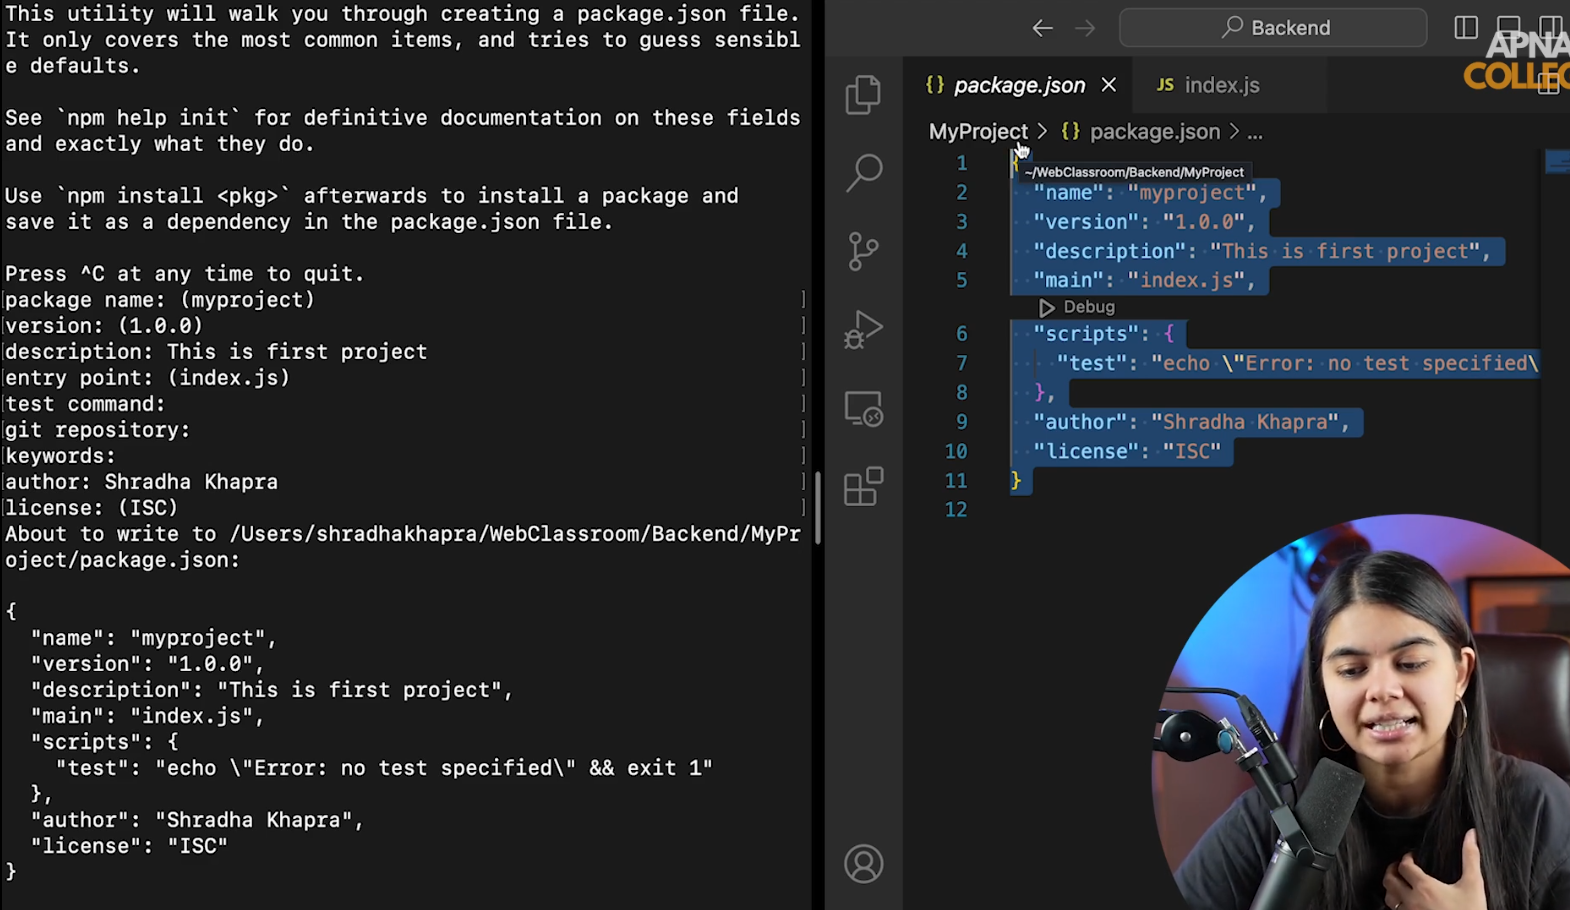 This utility will walk you through creating a package.json file.
It only covers the most common items, and tries to guess sensibl
e defaults.
See `npm help init` for definitive documentation on these fields
and exactly what they do.
Use `npm install <pkg>` afterwards to install a package and
save it as a dependency in the package.json file.
Press ^C at any time to quit.
package name: (myproject)
version: (1.0.0)
description: This is first project
entry point: (index.js)
test command:
git repository:
keywords:
author: Shradha Khapra
license: (ISC)
About to write to /Users/shradhakhapra/WebClassroom/Backend/MyPr
oject/package.json:
{
"name": "myproject",
"version": "1.0.0",
"description": "This is first project",
"main": "index.js",
"scripts": {
"test": "echo \"Error: no test specified\" && exit 1"
},
"author": "Shradha Khapra",
"license": "ISC"
}
Backend
APNA
COLLEC
{} package.json × JS index.js
MyProject > {} package.json > ...
~/WebClassroom/Backend/MyProject
1 {
2 "name": "myproject",
3 "version": "1.0.0",
4 "description": "This is first project",
5 "main": "index.js",
Debug
6 "scripts": {
7 "test": "echo \"Error: no test specified\
8 },
9 "author": "Shradha Khapra",
10 "license": "ISC"
11 }
12